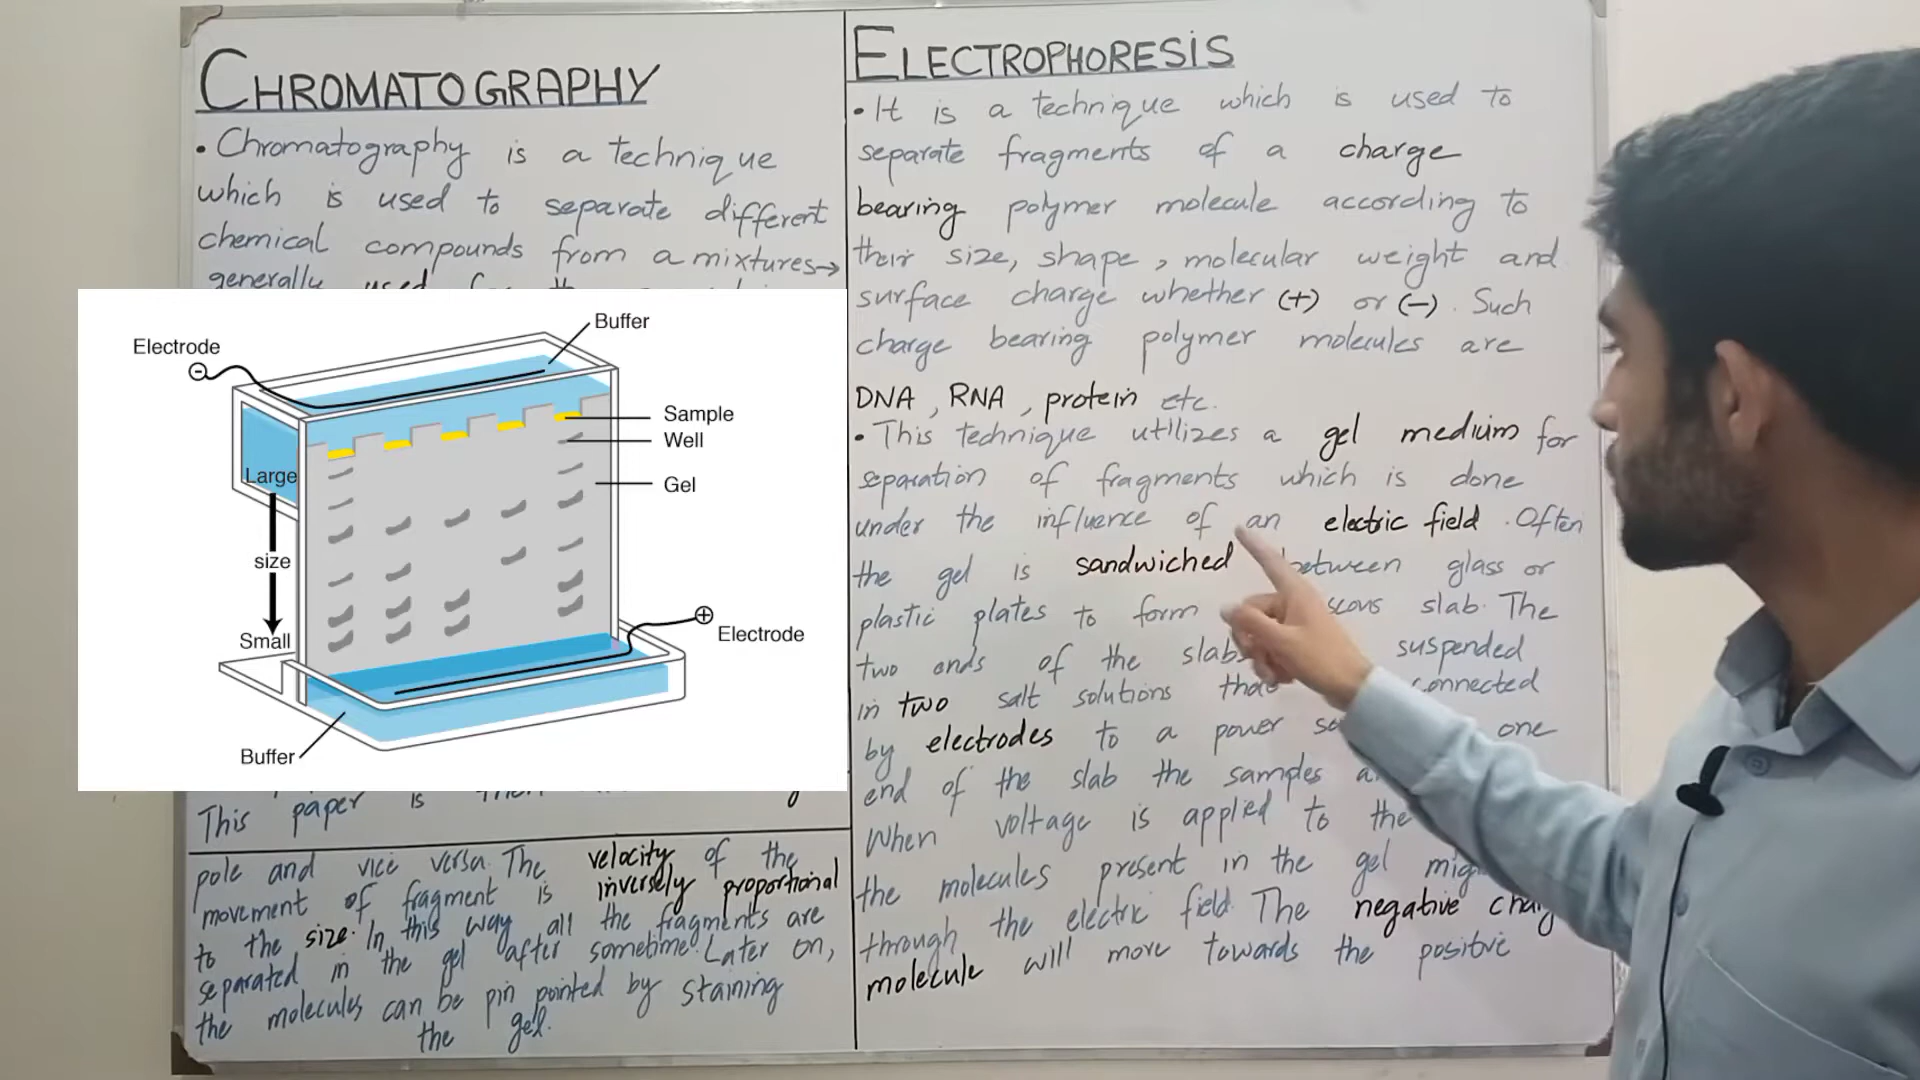 CHROMATOGRAPHY
• Chromatography is a technique
which is used to separate different
chemical compounds from a mixtures→
generally used
Electrode
-
Buffer
Sample
Well
Gel
Large
size
Small
+
Electrode
Buffer
This paper is then
pole and vice versa. The velocity of the
movement of fragment is inversely proportional
to the size. In this way all the fragments are
separated in the gel after sometime. Later on,
the molecules can be pin pointed by staining
the gel.
ELECTROPHORESIS
• It is a technique which is used to
separate fragments of a charge
bearing polymer molecule according to
their size, shape, molecular weight and
surface charge whether (+) or (-). Such
charge bearing polymer molecules are
DNA, RNA, protein etc.
• This technique utilizes a gel medium for
separation of fragments which is done
under the influence of an electric field. Often
the gel is sandwiched between glass or
plastic plates to form slab. The
two ends of the slabs suspended
in two salt solutions that connected
by electrodes to a power one
end of the slab the samples
When voltage is applied to the
the molecules present in the gel
through the electric field. The negative charge
molecule will more towards the positive